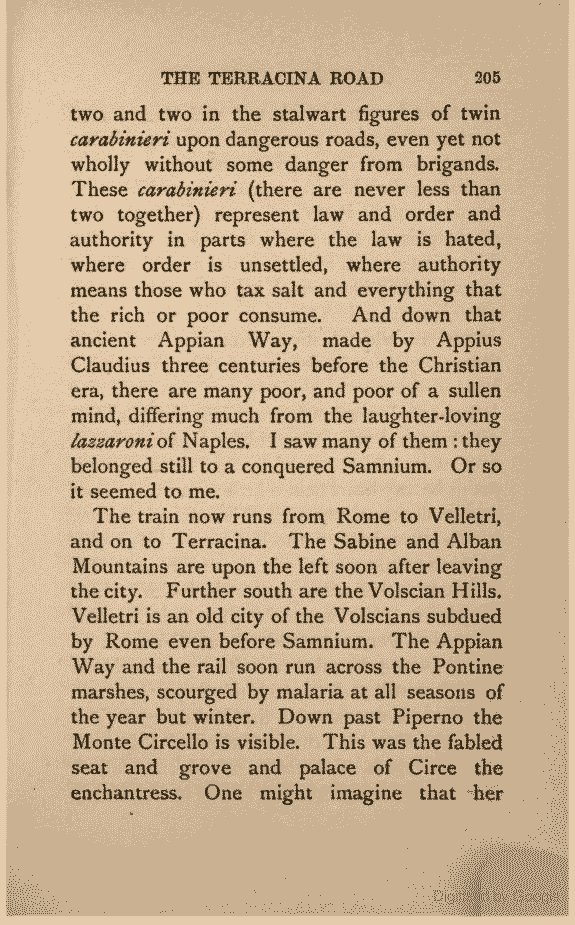 THE TERRACINA ROAD 205
two and two in the stalwart figures of twin
carabinieri upon dangerous roads, even yet not
wholly without some danger from brigands.
These carabinieri (there are never less than
two together) represent law and order and
authority in parts where the law is hated,
where order is unsettled, where authority
means those who tax salt and everything that
the rich or poor consume. And down that
ancient Appian Way, made by Appius
Claudius three centuries before the Christian
era, there are many poor, and poor of a sullen
mind, differing much from the laughter-loving
lazzaroni of Naples. I saw many of them : they
belonged still to a conquered Samnium. Or so
it seemed to me.
The train now runs from Rome to Velletri,
and on to Terracina. The Sabine and Alban
Mountains are upon the left soon after leaving
the city. Further south are the Volscian Hills.
Velletri is an old city of the Volscians subdued
by Rome even before Samnium. The Appian
Way and the rail soon run across the Pontine
marshes, scourged by malaria at all seasons of
the year but winter. Down past Piperno the
Monte Circello is visible. This was the fabled
seat and grove and palace of Circe the
enchantress. One might imagine that her
Digitized by Google